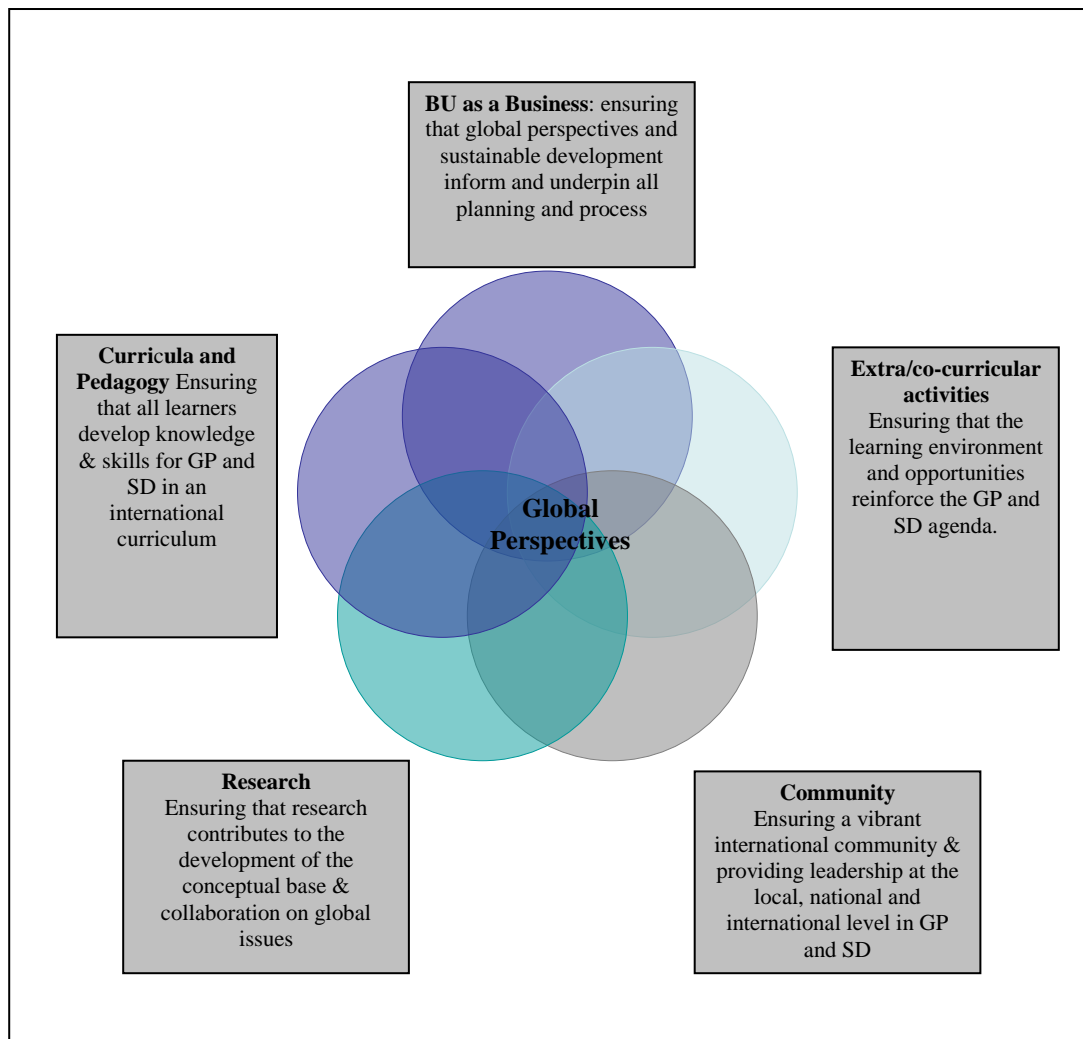 BU as a Business: ensuring
that global perspectives and
sustainable development
inform and underpin all
planning and process
Curricula and
Pedagogy Ensuring
that all learners
develop knowledge
& skills for GP and
SD in an
international
curriculum
Extra/co-curricular
activities
Ensuring that the
learning environment
and opportunities
reinforce the GP and
SD agenda.
Global
Perspectives
Research
Ensuring that research
contributes to the
development of the
conceptual base &
collaboration on global
issues
Community
Ensuring a vibrant
international community &
providing leadership at the
local, national and
international level in GP
and SD